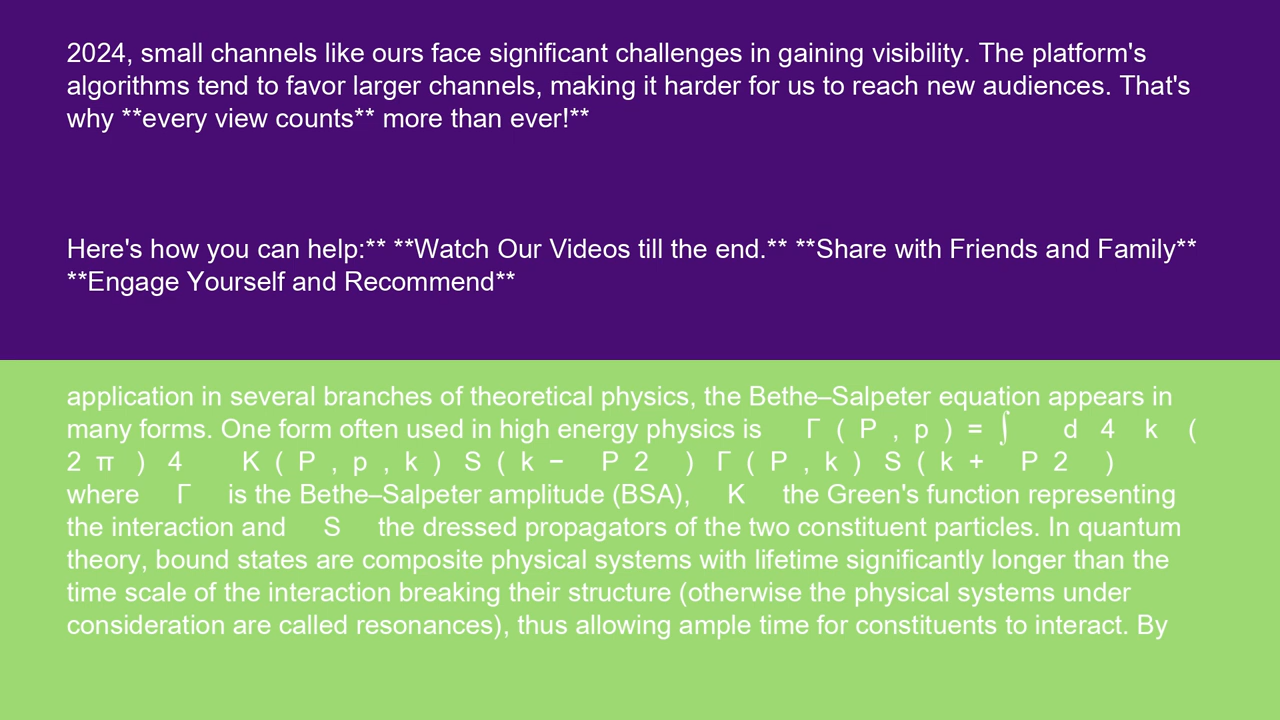 2024, small channels like ours face significant challenges in gaining visibility. The platform's
algorithms tend to favor larger channels, making it harder for us to reach new audiences. That's
why **every view counts** more than ever!**
Here's how you can help:** **Watch Our Videos till the end.** **Share with Friends and Family**
**Engage Yourself and Recommend**
application in several branches of theoretical physics, the Bethe–Salpeter equation appears in
many forms. One form often used in high energy physics is Γ ( P , p ) = ∫ d 4 k (
2 π ) 4 K ( P , p , k ) S ( k − P 2 ) Γ ( P , k ) S ( k + P 2 )
where Γ is the Bethe–Salpeter amplitude (BSA), K the Green's function representing
the interaction and S the dressed propagators of the two constituent particles. In quantum
theory, bound states are composite physical systems with lifetime significantly longer than the
time scale of the interaction breaking their structure (otherwise the physical systems under
consideration are called resonances), thus allowing ample time for constituents to interact. By